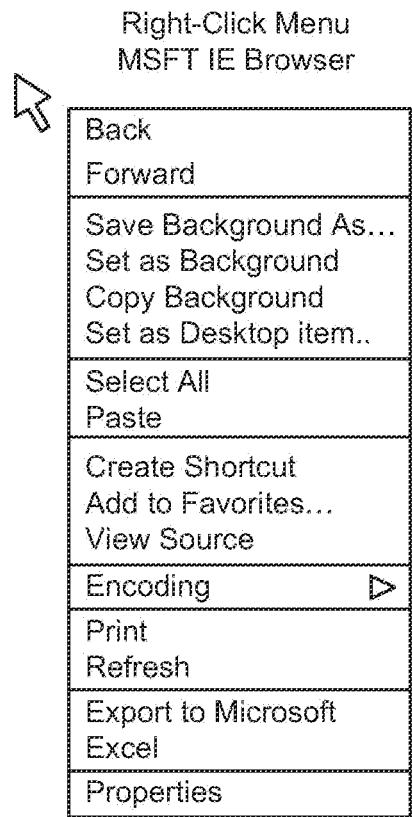 Right-Click Menu
MSFT IE Browser
Back
Forward
Save Background As...
Set as Background
Copy Background
Set as Desktop item..
Select All
Paste
Create Shortcut
Add to Favorites...
View Source
Encoding
Print
Refresh
Export to Microsoft
Excel
Properties